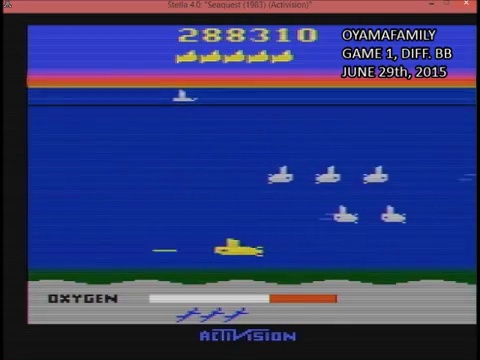 Stella 4.0: "Seaquest (1983) (Activision)"
288310
OYAMAFAMILY
GAME 1, DIFF. BB
JUNE 29th, 2015
OXYGEN
ACTIVISION